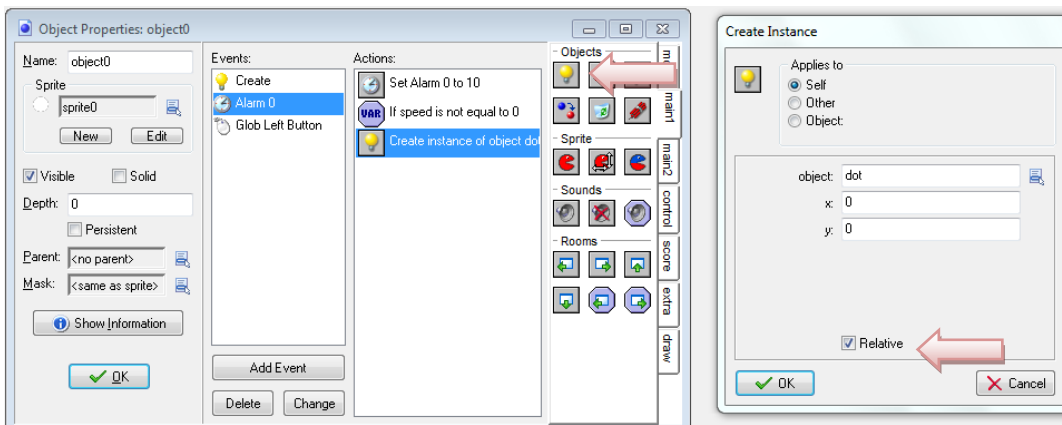 Object Properties: object0
Name: object0
Sprite
sprite0
New Edit
Visible Solid
Depth: 0
Persistent
Parent: <no parent>
Mask: <same as sprite>
Show Information
OK
Events:
Create
Alarm 0
Glob Left Button
Add Event
Delete Change
Actions:
Set Alarm 0 to 10
VAR If speed is not equal to 0
Create instance of object dot
Objects
Sprite
Sounds
Rooms
main1
main2
control
score
extra
draw
Create Instance
Applies to
Self
Other
Object:
object: dot
x: 0
y: 0
Relative
OK Cancel